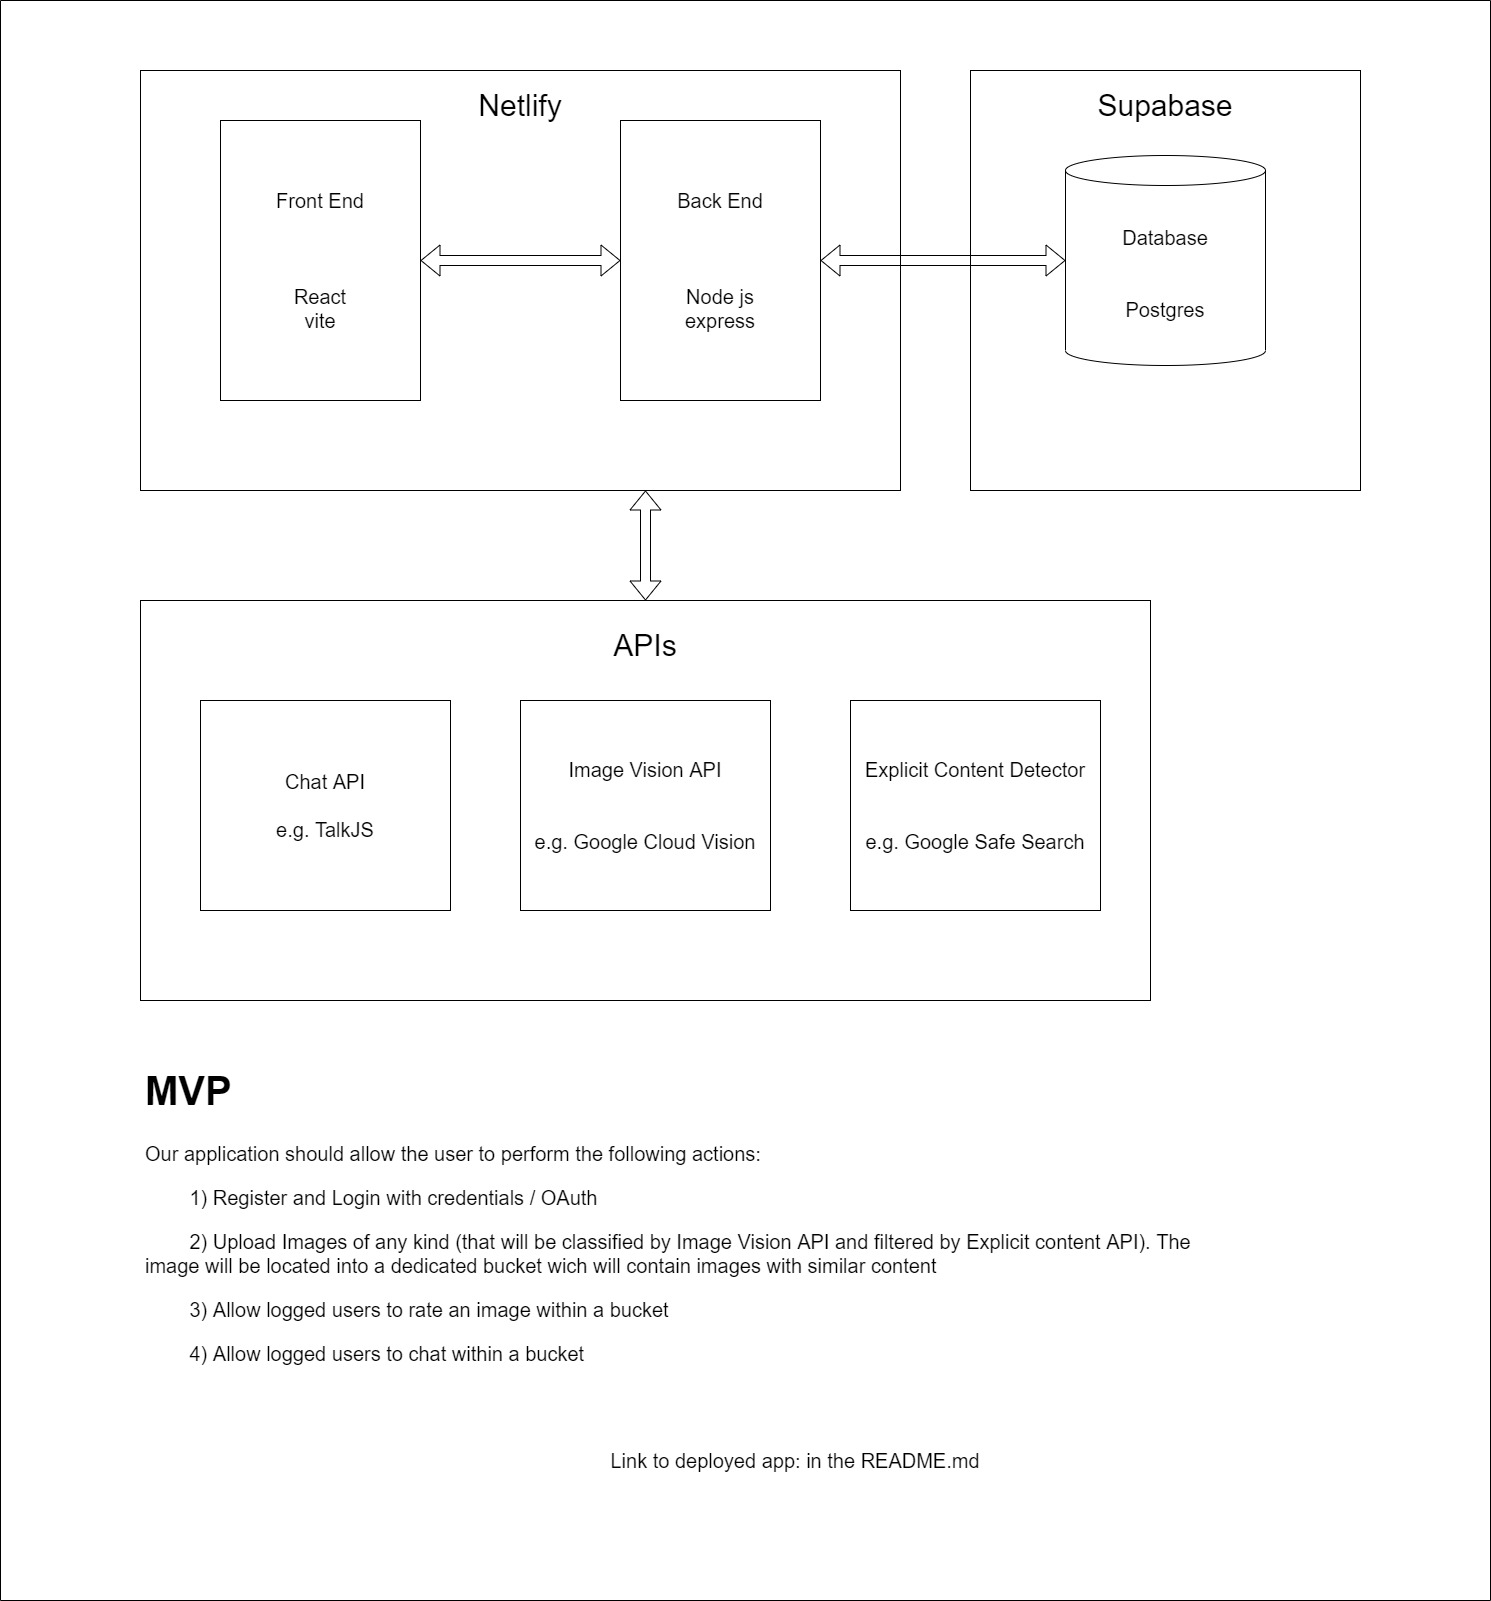 Netlify
Supabase
Front End
React
vite
Back End
Node js
express
Database
Postgres
APIs
Chat API
e.g. TalkJS
Image Vision API
e.g. Google Cloud Vision
Explicit Content Detector
e.g. Google Safe Search
MVP
Our application should allow the user to perform the following actions:
1) Register and Login with credentials / OAuth
2) Upload Images of any kind (that will be classified by Image Vision API and filtered by Explicit content API). The
image will be located into a dedicated bucket wich will contain images with similar content
3) Allow logged users to rate an image within a bucket
4) Allow logged users to chat within a bucket
Link to deployed app: in the README.md